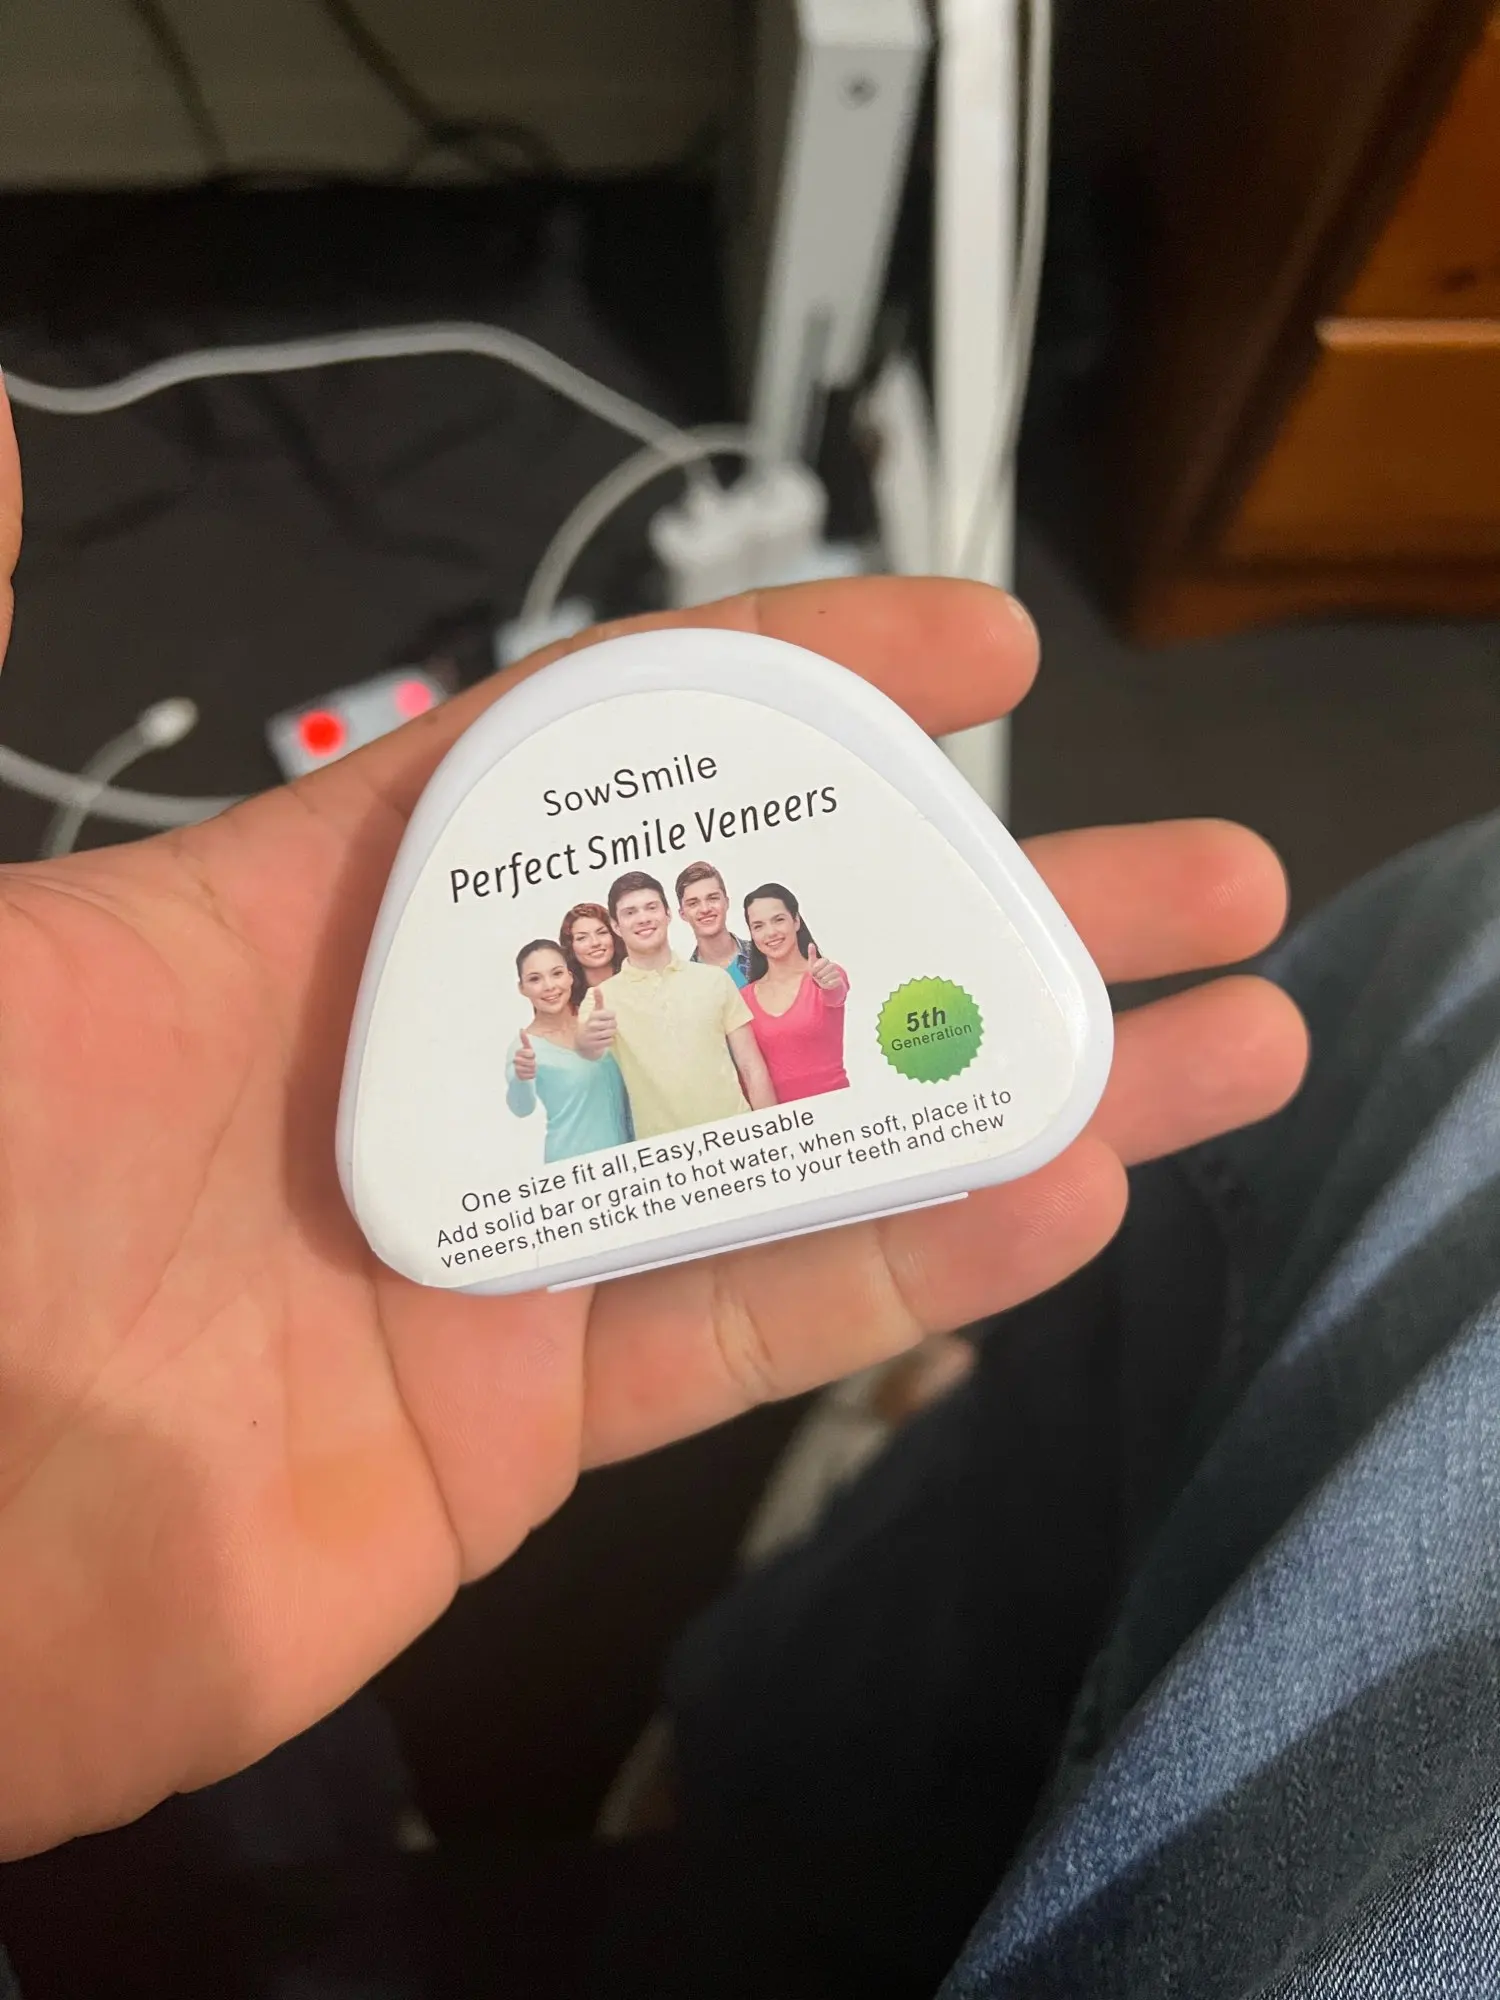 SowSmile
Perfect Smile Veneers
5th
Generation
One size fit all,Easy,Reusable
Add solid bar or grain to hot water, when soft, place it to
veneers,then stick the veneers to your teeth and chew